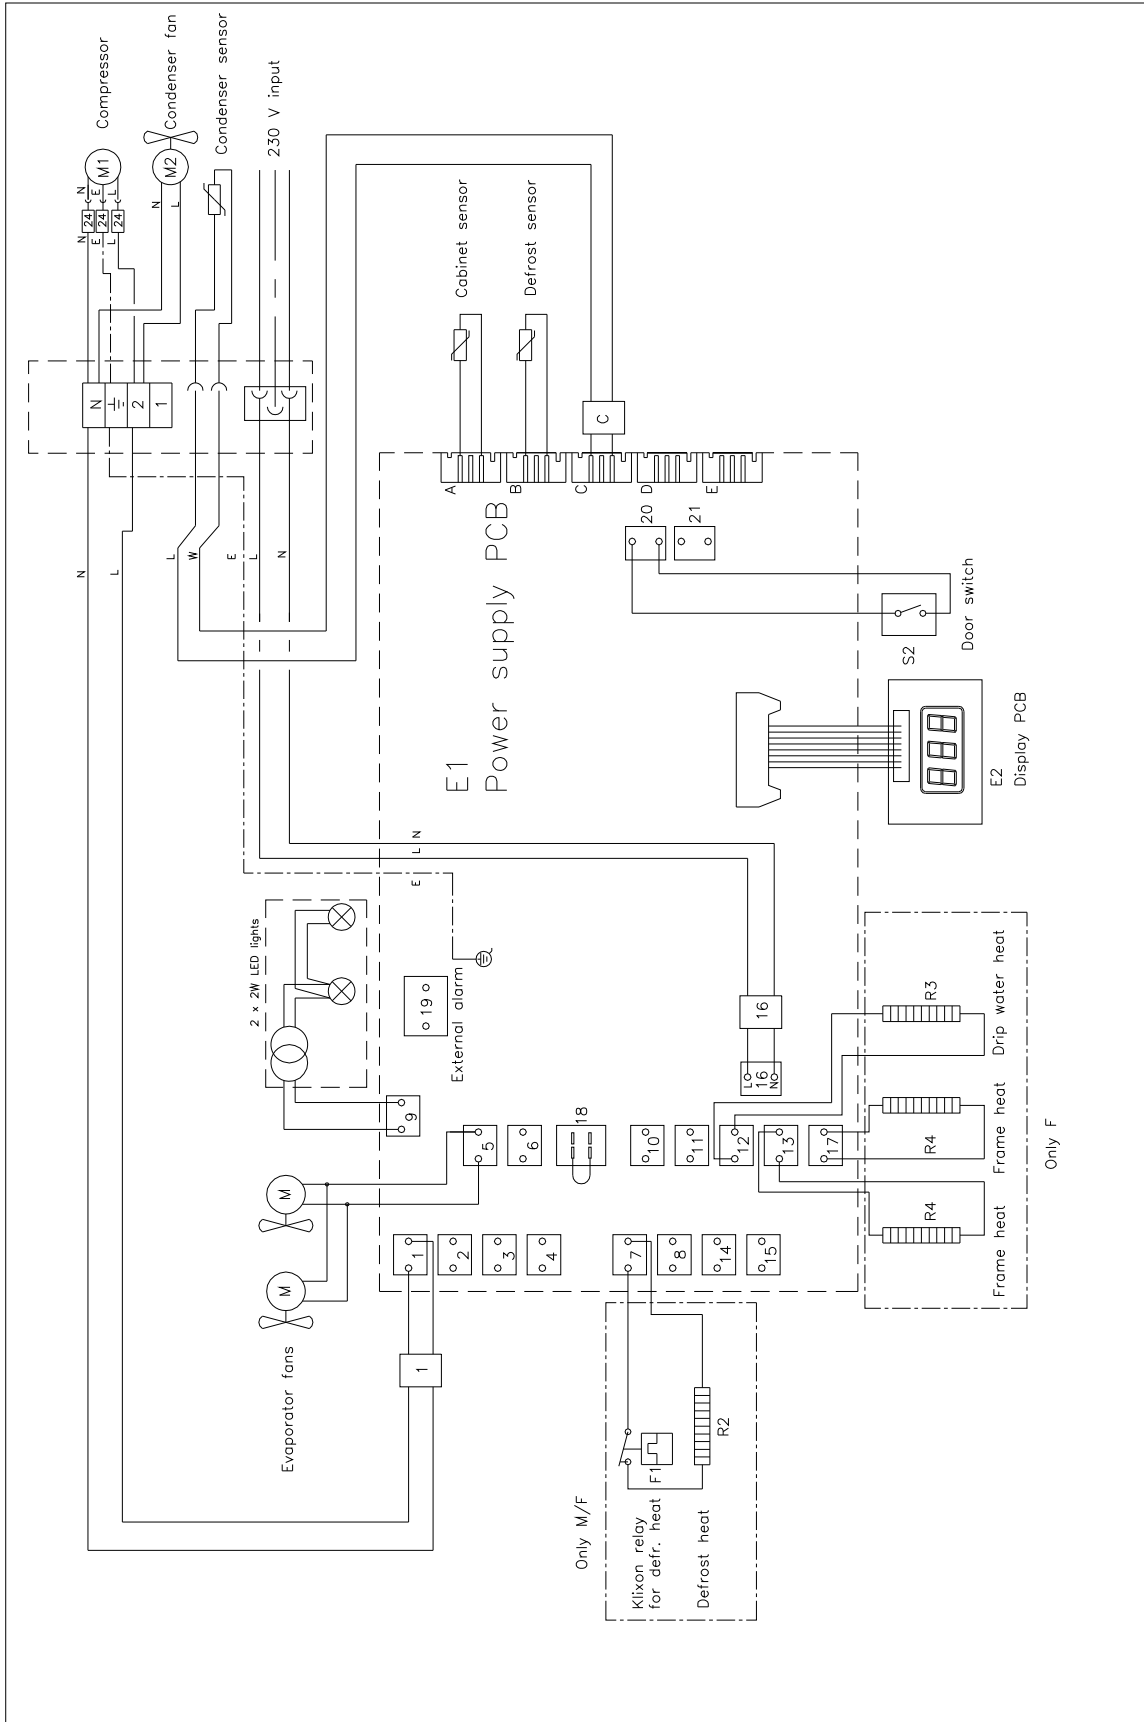 Compressor
Condenser fan
Condenser sensor
230 V input
M1
M2
N
E
L
24
24
24
N
E
L
N
L
N
2
1
N
L
L
W
E
L
N
Cabinet sensor
Defrost sensor
C
A
B
C
D
E
20
21
E1
Power supply PCB
S2
Door switch
E2
Display PCB
E
L
N
2 x 2W LED lights
19
External alarm
16
L
16
N
9
5
6
18
10
11
12
13
17
M
M
Evaporator fans
1
2
3
4
7
8
14
15
1
R3
Drip water heat
R4
Frame heat
R4
Frame heat
Only F
Only M/F
Klixon relay
for defr. heat
F1
R2
Defrost heat